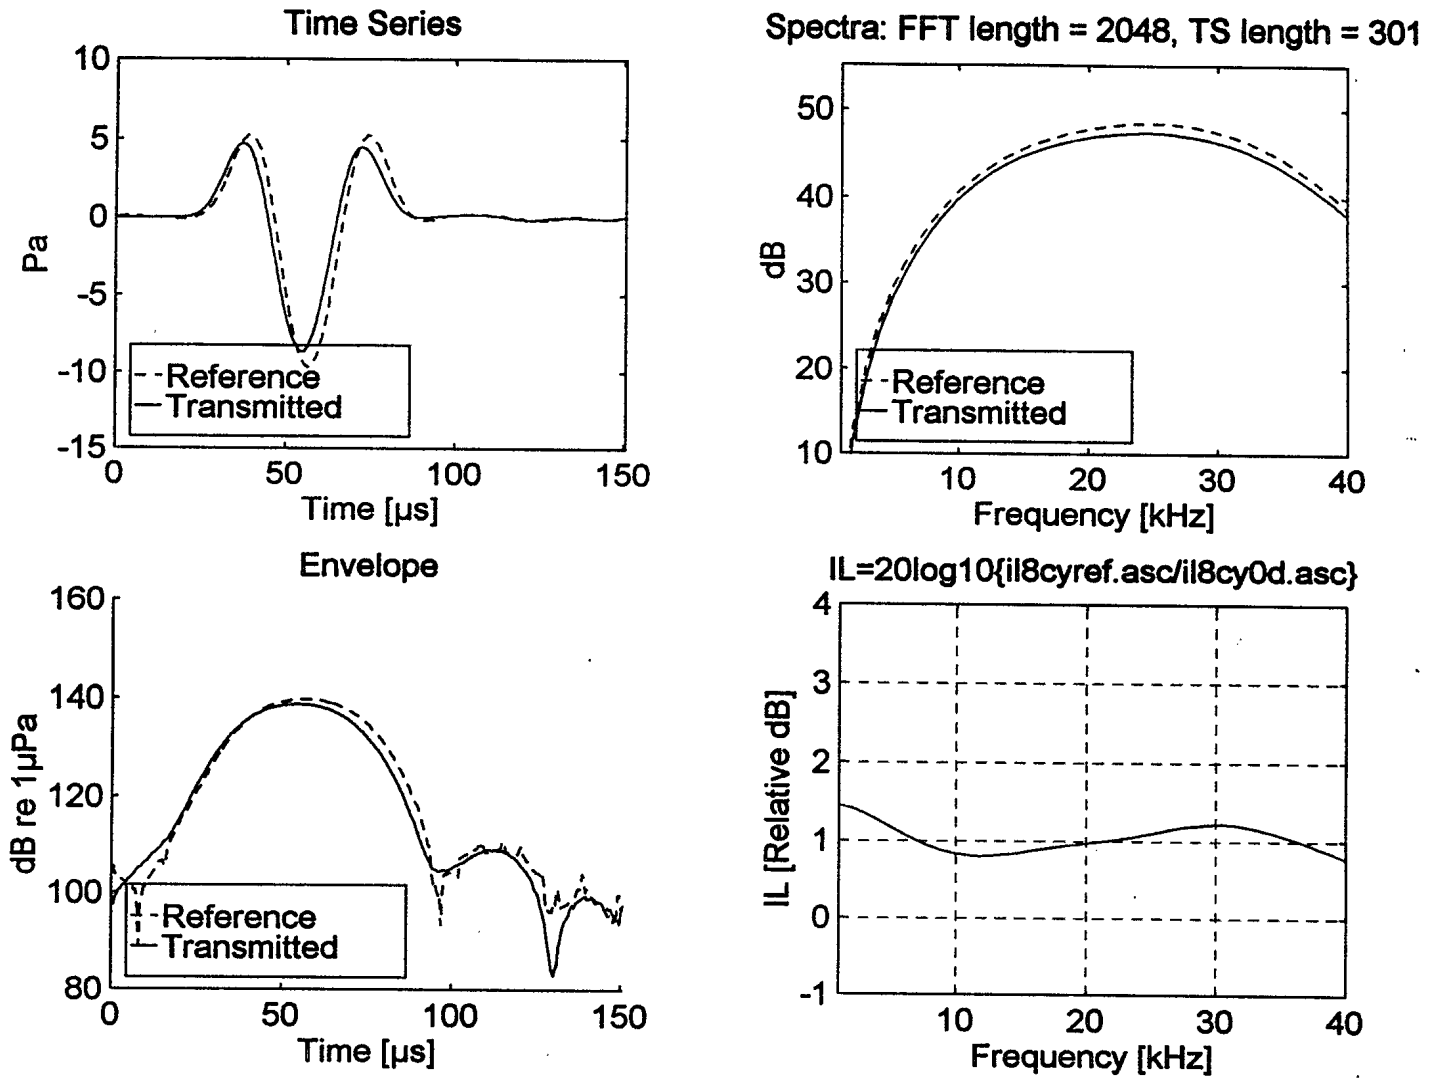 Time Series
10
5
0
-5
-10
-15
Pa
Reference
Transmitted
0 50 100 150
Time [µs]
Spectra: FFT length = 2048, TS length = 301
50
40
30
20
10
dB
Reference
Transmitted
10 20 30 40
Frequency [kHz]
Envelope
160
140
120
100
80
dB re 1µPa
Reference
Transmitted
0 50 100 150
Time [µs]
IL=20log10{il8cyref.asc/il8cy0d.asc}
4
3
2
1
0
-1
IL [Relative dB]
10 20 30 40
Frequency [kHz]